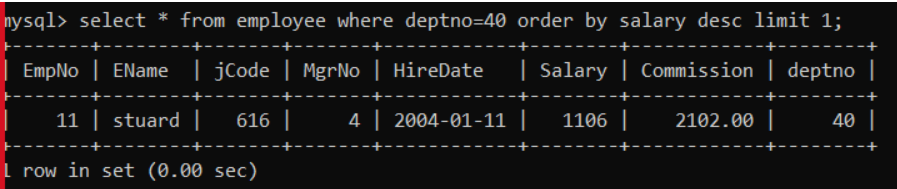 mysql> select * from employee where deptno=40 order by salary desc limit 1;
+-------+--------+-------+-------+------------+--------+------------+--------+
| EmpNo | EName | jCode | MgrNo | HireDate | Salary | Commission | deptno |
+-------+--------+-------+-------+------------+--------+------------+--------+
| 11 | stuard | 616 | 4 | 2004-01-11 | 1106 | 2102.00 | 40 |
+-------+--------+-------+-------+------------+--------+------------+--------+
1 row in set (0.00 sec)